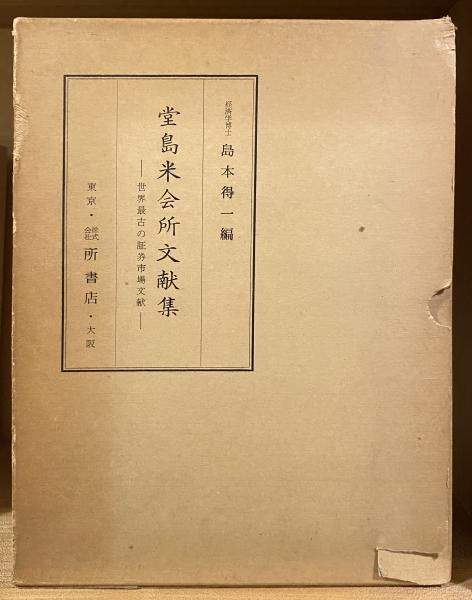 経済学博士 島本得一編
堂島米会所文献集
―世界最古の証券市場文献―
東京・株式会社 所書店・大阪